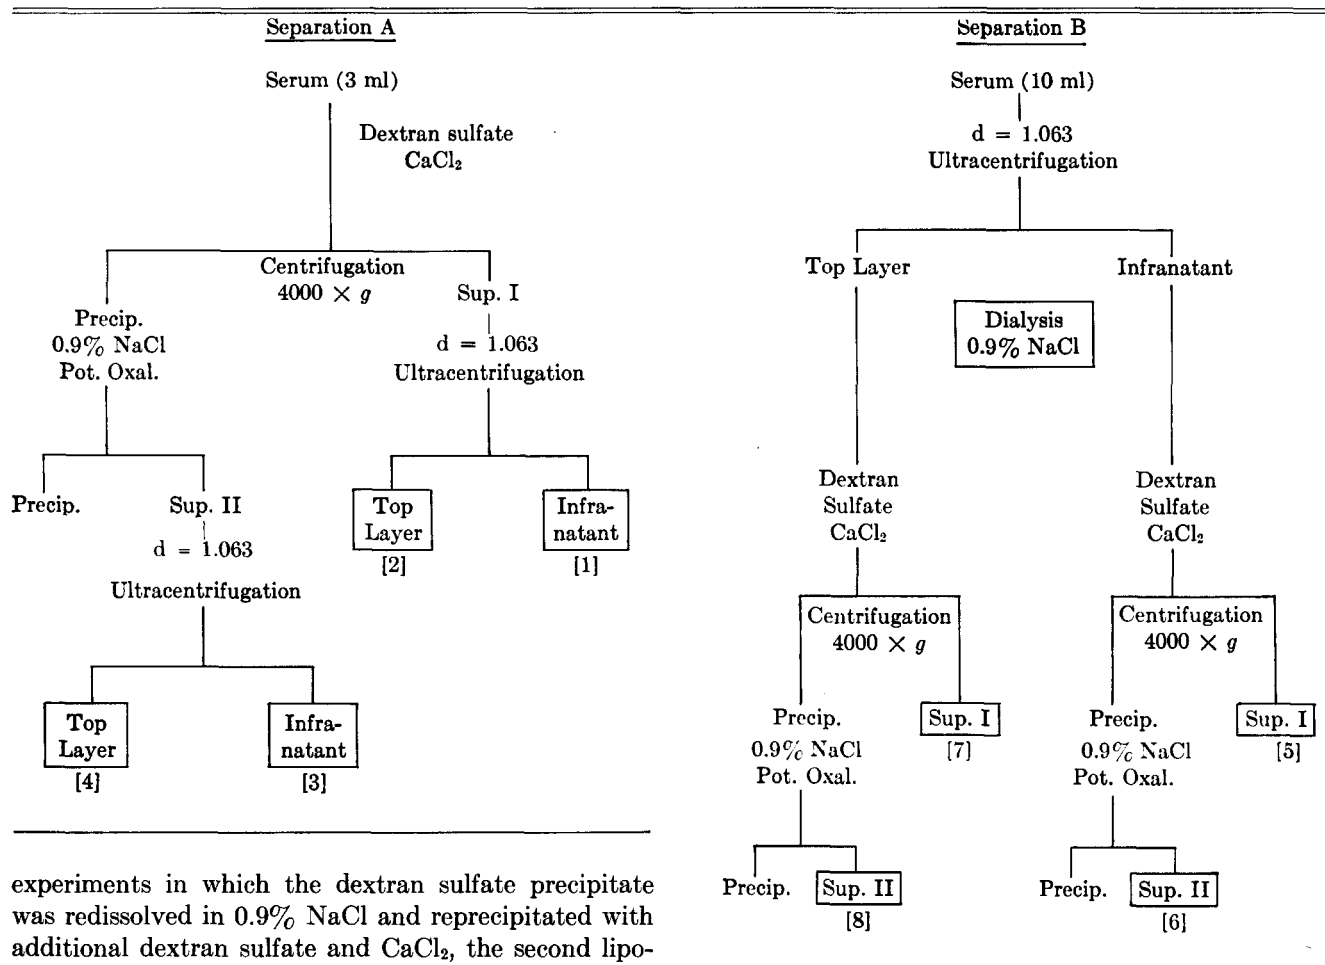 Separation A
Serum (3 ml)
Dextran sulfate
CaCl₂
Centrifugation
4000 × g
Precip.
0.9% NaCl
Pot. Oxal.
Sup. I
d = 1.063
Ultracentrifugation
Precip.
Sup. II
d = 1.063
Ultracentrifugation
Top
Layer
[2]
Infra-
natant
[1]
Top
Layer
[4]
Infra-
natant
[3]
experiments in which the dextran sulfate precipitate
was redissolved in 0.9% NaCl and reprecipitated with
additional dextran sulfate and CaCl₂, the second lipo-
Separation B
Serum (10 ml)
d = 1.063
Ultracentrifugation
Top Layer
Infranatant
Dialysis
0.9% NaCl
Dextran
Sulfate
CaCl₂
Dextran
Sulfate
CaCl₂
Centrifugation
4000 × g
Centrifugation
4000 × g
Precip.
0.9% NaCl
Pot. Oxal.
Sup. I
[7]
Precip.
0.9% NaCl
Pot. Oxal.
Sup. I
[5]
Precip.
Sup. II
[8]
Precip.
Sup. II
[6]